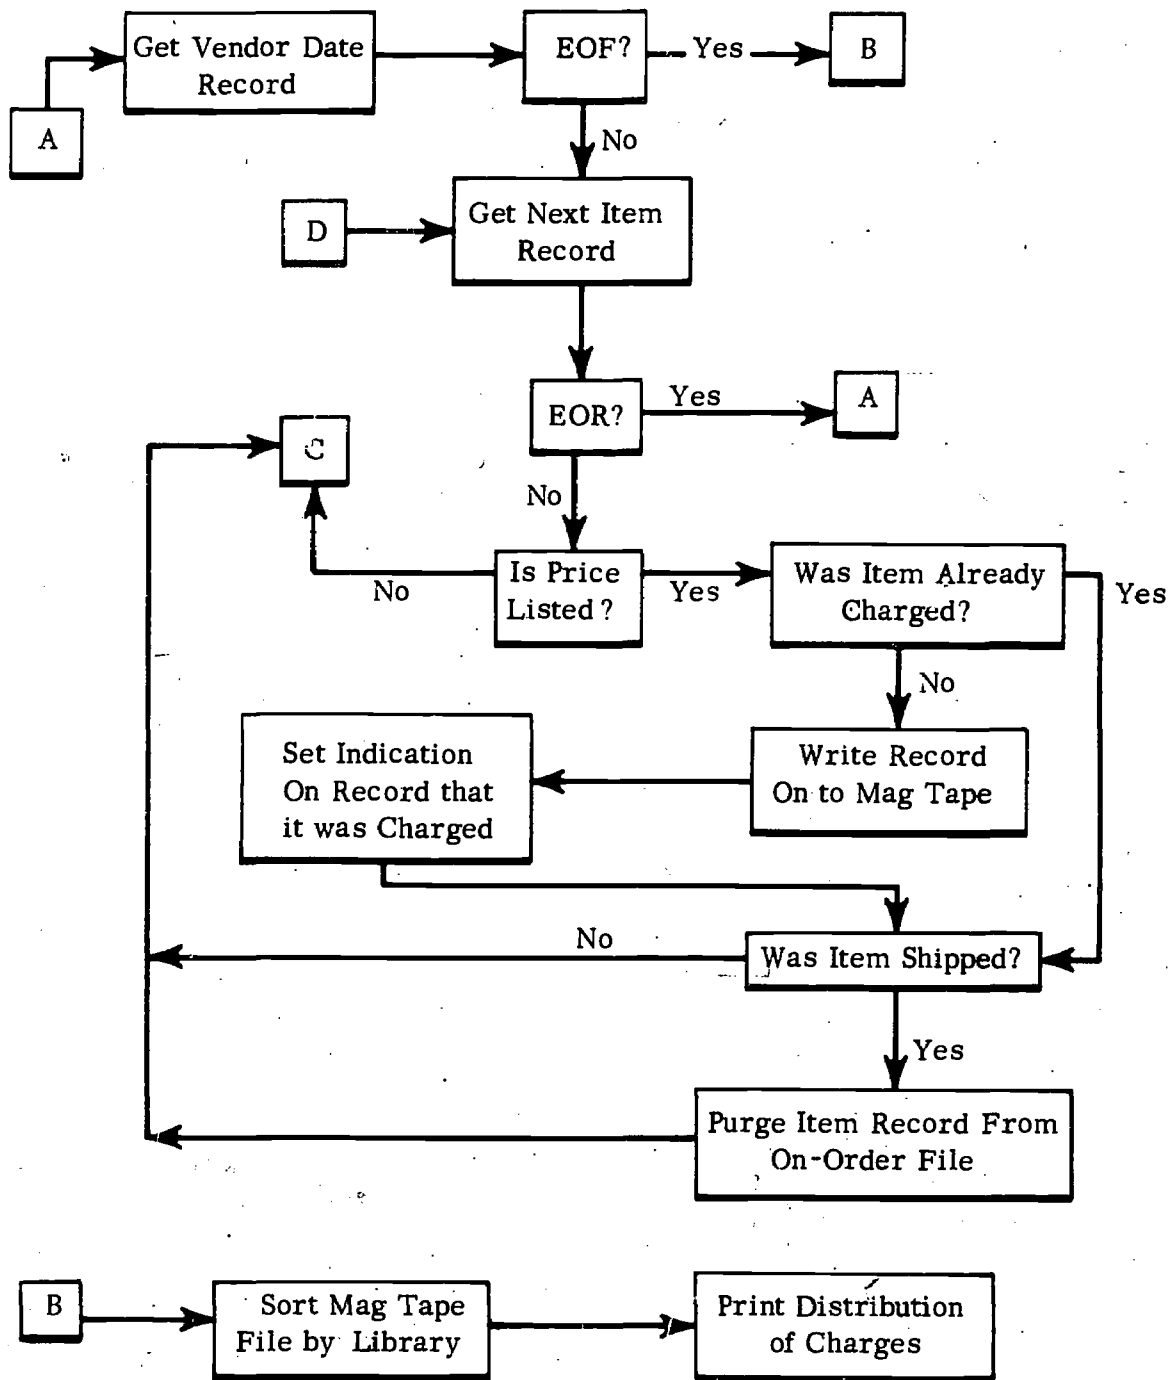 Get Vendor Date
Record
EOF?
Yes
B
A
No
D
Get Next Item
Record
EOR?
Yes
A
C
No
Is Price
Listed?
No
Yes
Was Item Already
Charged?
Yes
No
Set Indication
On Record that
it was Charged
Write Record
On to Mag Tape
No
Was Item Shipped?
Yes
Purge Item Record From
On-Order File
B
Sort Mag Tape
File by Library
Print Distribution
of Charges